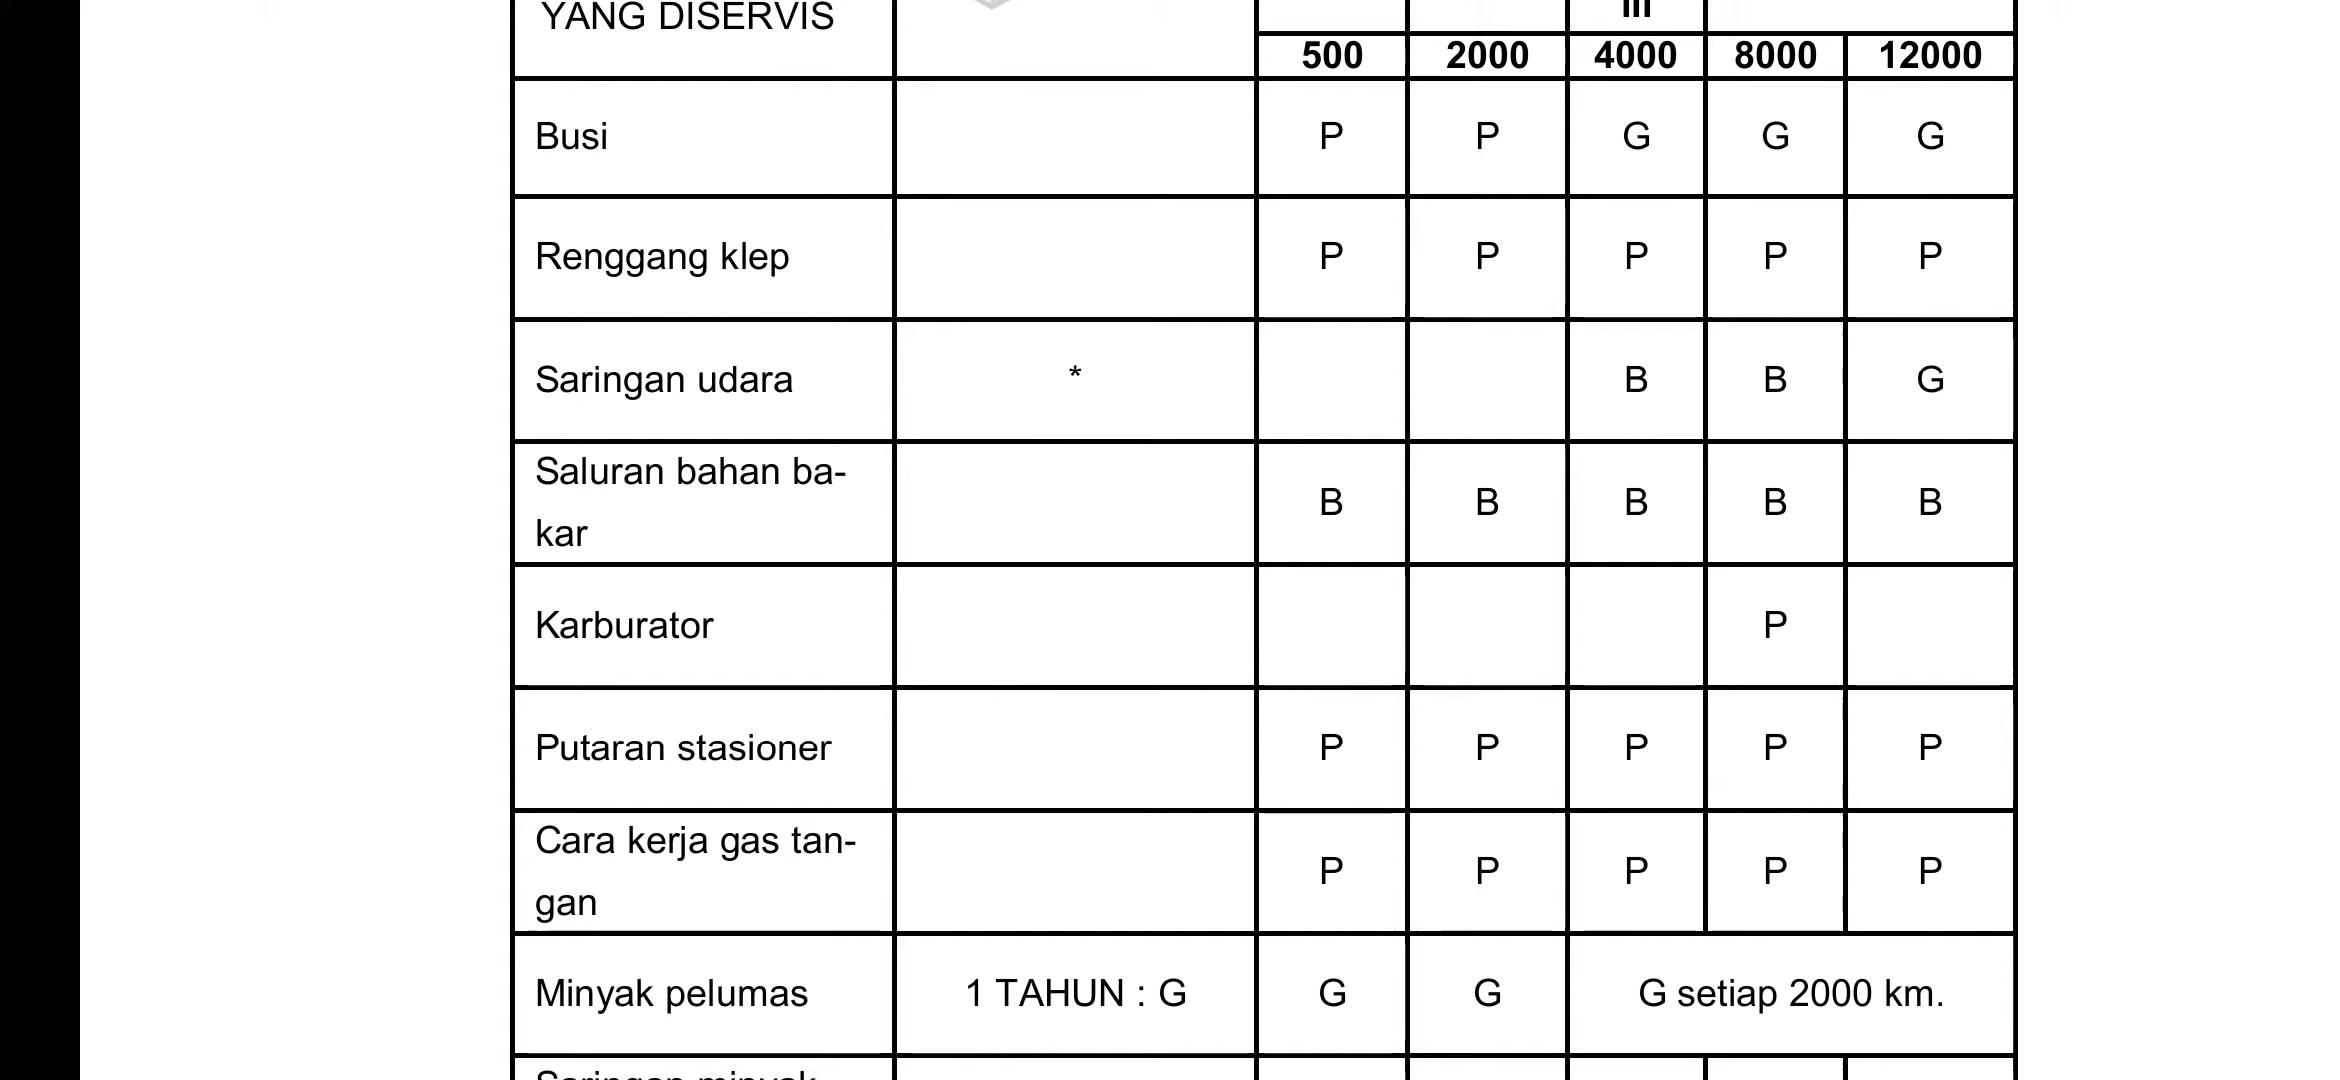 YANG DISERVIS III
500 2000 4000 8000 12000
Busi P P G G G
Renggang klep P P P P P
Saringan udara * B B G
Saluran bahan ba-
kar B B B B B
Karburator P
Putaran stasioner P P P P P
Cara kerja gas tan-
gan P P P P P
Minyak pelumas 1 TAHUN : G G G G setiap 2000 km.
Saringan minyak